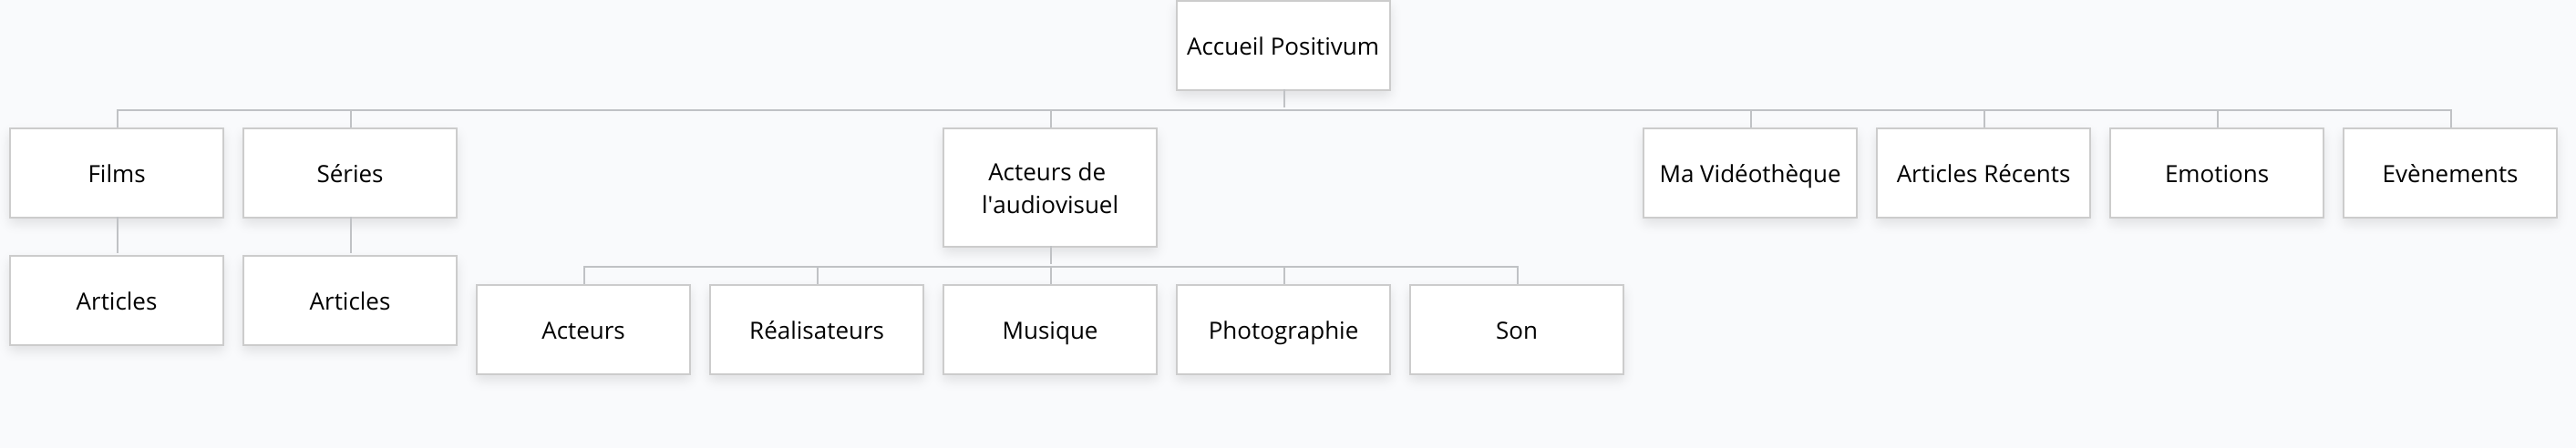 Accueil Positivum
Films
Séries
Acteurs de
l'audiovisuel
Ma Vidéothèque
Articles Récents
Emotions
Evènements
Articles
Articles
Acteurs
Réalisateurs
Musique
Photographie
Son